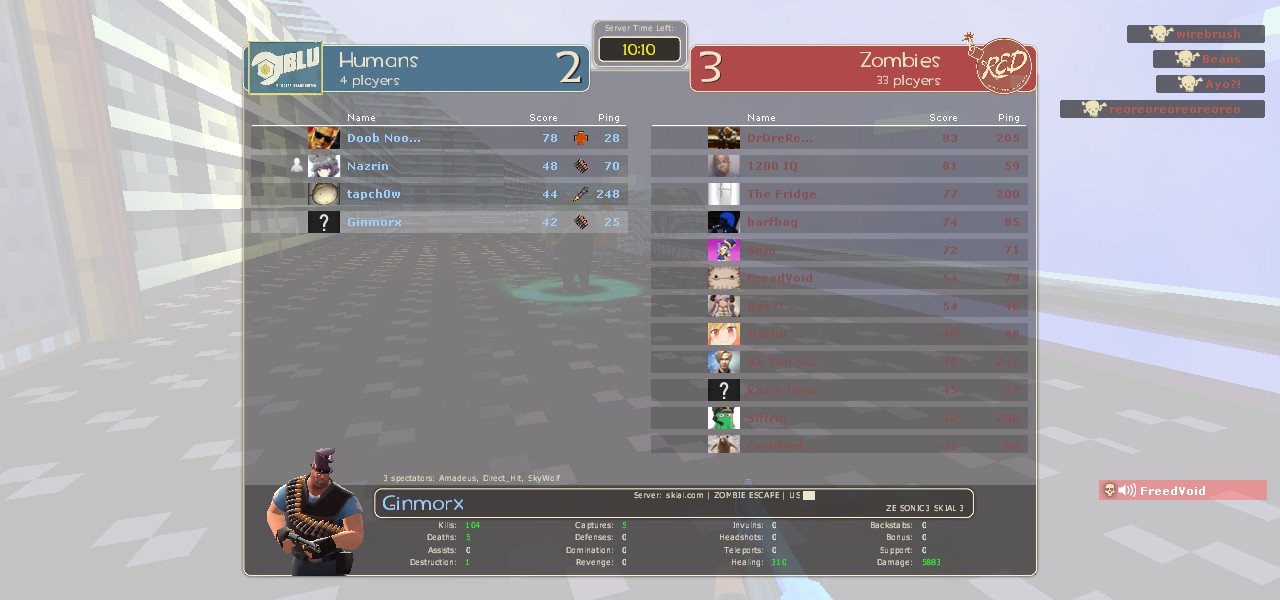 Server Time Left:
10:10
BLU
Humans
4 players
2
3
Zombies
33 players
RED
wirebrush
Beans
Ayo?!
reoreoreoreoreoreo
Name Score Ping
Doob Noo... 78 28
Nazrin 48 70
tapch0w 44 248
Ginmorx 42 25
Name Score Ping
DrDreRe... 83 205
1200 IQ 81 59
The Fridge 77 200
barfbag 74 85
Soja 72 71
FreedVoid 54 79
Ayo?! 54 48
3 spectators: Amadeus, Direct_Hit, SkyWolf
Ginmorx
Server: skial.com | ZOMBIE ESCAPE | US
ZE SONIC3 SKIAL 3
Kills: 104 Captures: 5 Invulns: 0 Backstabs: 0
Deaths: 5 Defenses: 0 Headshots: 0 Bonus: 0
Assists: 0 Domination: 0 Teleports: 0 Support: 0
Destruction: 1 Revenge: 0 Healing: 310 Damage: 5883
FreedVoid